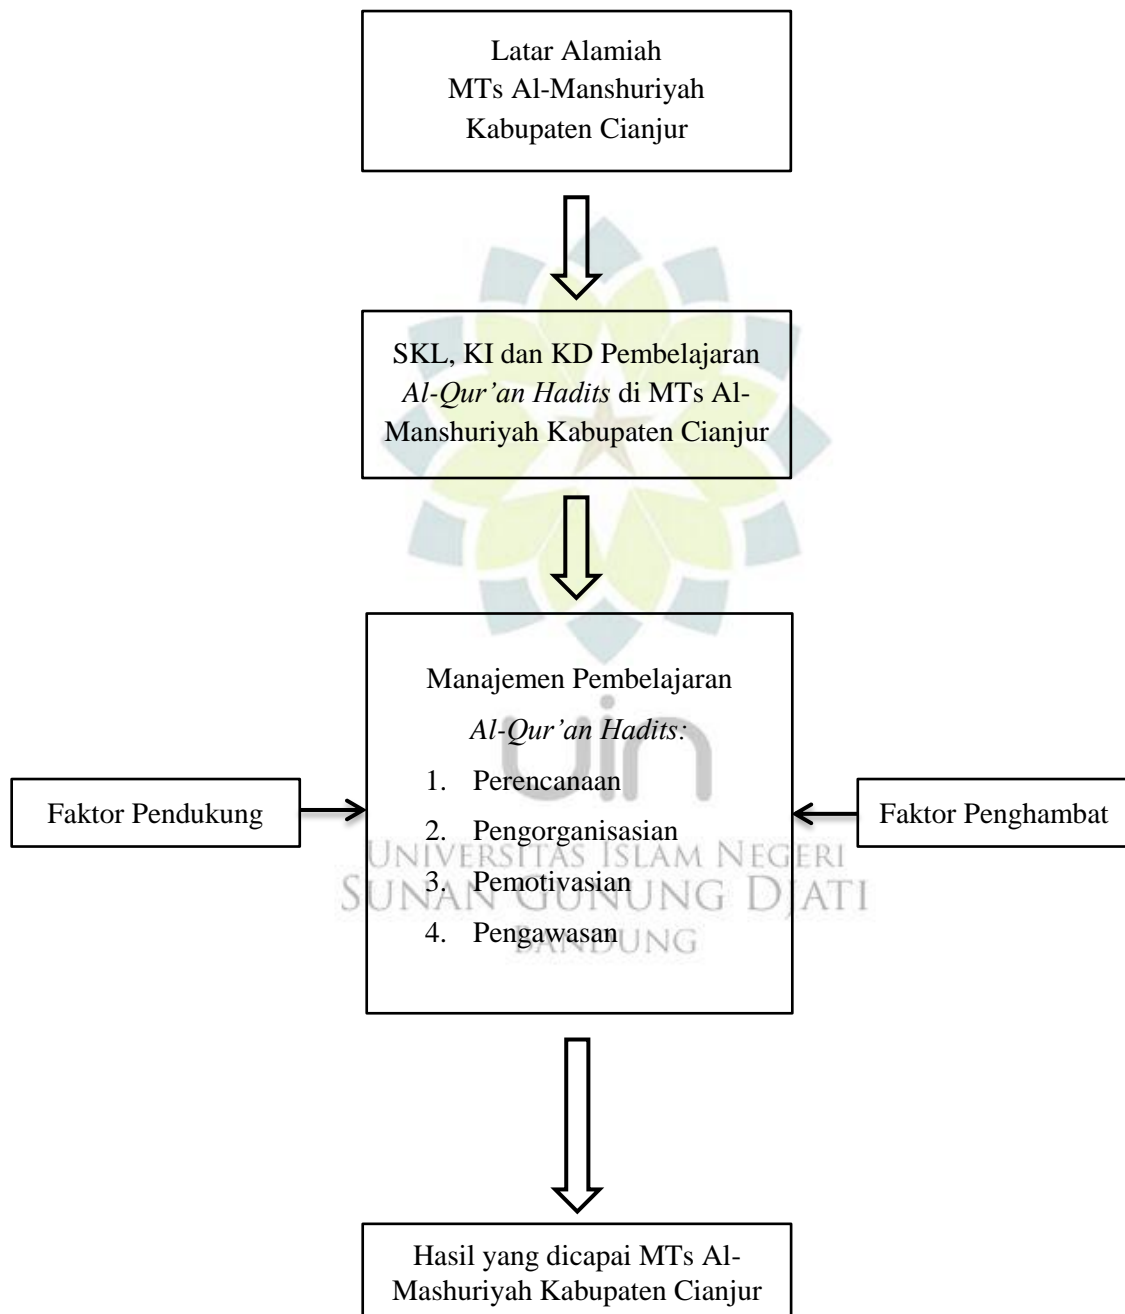 Latar Alamiah
MTs Al-Manshuriyah
Kabupaten Cianjur
SKL, KI dan KD Pembelajaran
Al-Qur’an Hadits di MTs Al-
Manshuriyah Kabupaten Cianjur
Manajemen Pembelajaran
Al-Qur’an Hadits:
1. Perencanaan
2. Pengorganisasian
3. Pemotivasian
4. Pengawasan
Faktor Pendukung
Faktor Penghambat
uin
UNIVERSITAS ISLAM NEGERI
SUNAN GUNUNG DJATI
BANDUNG
Hasil yang dicapai MTs Al-
Mashuriyah Kabupaten Cianjur